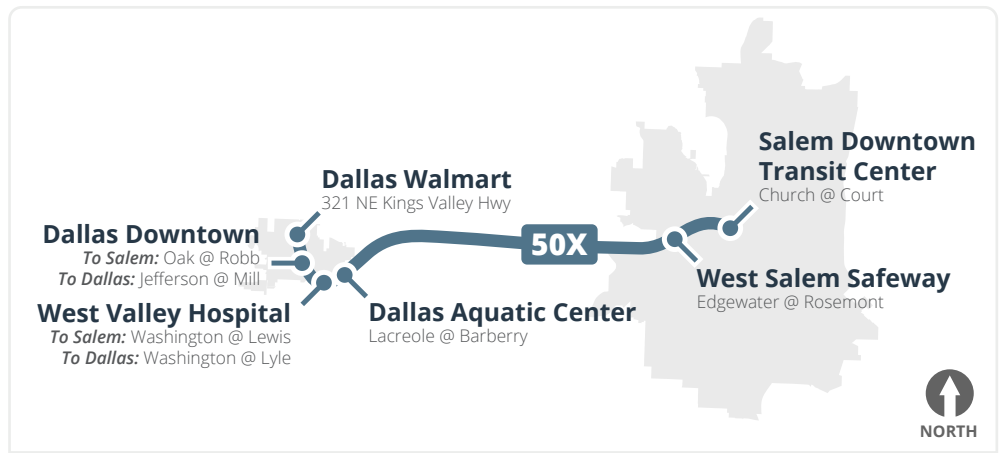 Salem Downtown
Transit Center
Church @ Court
Dallas Walmart
321 NE Kings Valley Hwy
Dallas Downtown
To Salem: Oak @ Robb
To Dallas: Jefferson @ Mill
50X
West Salem Safeway
Edgewater @ Rosemont
West Valley Hospital
To Salem: Washington @ Lewis
To Dallas: Washington @ Lyle
Dallas Aquatic Center
Lacreole @ Barberry
NORTH